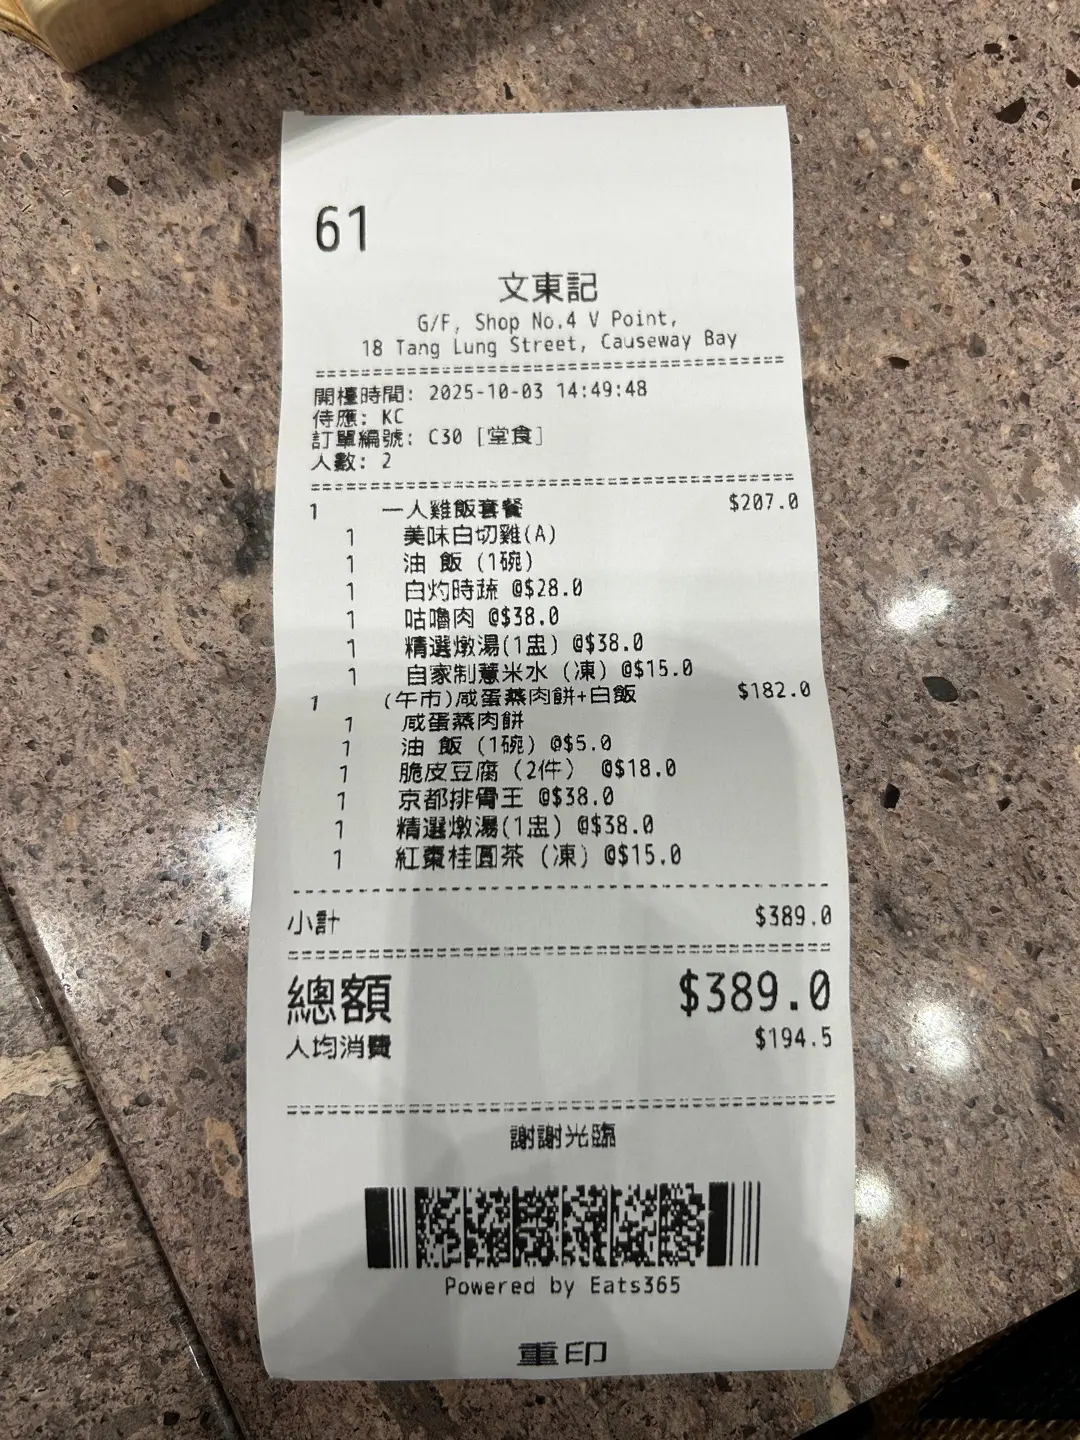 61
文東記
G/F, Shop No.4 V Point,
18 Tang Lung Street, Causeway Bay
開檯時間: 2025-10-03 14:49:48
侍應: KC
訂單編號: C30 [堂食]
人數: 2
1 一人雞飯套餐 $207.0
1 美味白切雞(A)
1 油 飯 (1碗)
1 白灼時蔬 @$28.0
1 咕嚕肉 @$38.0
1 精選燉湯(1盅) @$38.0
1 自家制薏米水 (凍) @$15.0
1 (午市)咸蛋蒸肉餅+白飯 $182.0
1 咸蛋蒸肉餅
1 油 飯 (1碗) @$5.0
1 脆皮豆腐 (2件) @$18.0
1 京都排骨王 @$38.0
1 精選燉湯(1盅) @$38.0
1 紅棗桂圓茶 (凍) @$15.0
小計 $389.0
總額 $389.0
人均消費 $194.5
謝謝光臨
Powered by Eats365
重印